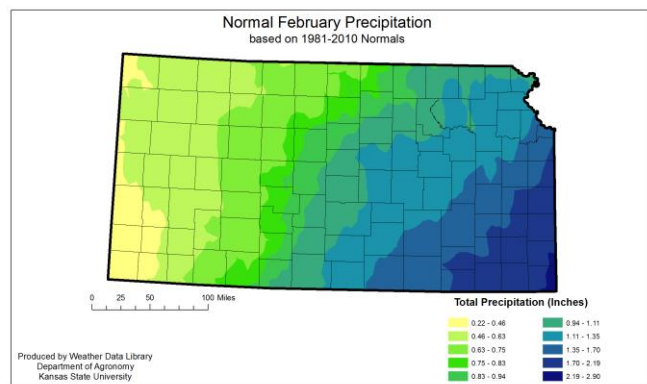 Normal February Precipitation
based on 1981-2010 Normals
0 25 50 100 Miles
Total Precipitation (Inches)
0.22 - 0.46
0.46 - 0.63
0.63 - 0.75
0.75 - 0.83
0.83 - 0.94
0.94 - 1.11
1.11 - 1.35
1.35 - 1.70
1.70 - 2.19
2.19 - 2.90
Produced by Weather Data Library
Department of Agronomy
Kansas State University